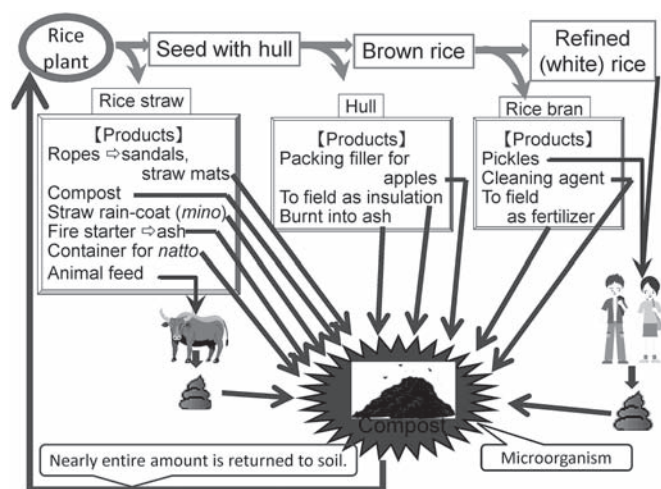 Rice
plant
Seed with hull
Brown rice
Refined
(white) rice
Rice straw
【Products】
Ropes ⇨sandals,
straw mats
Compost
Straw rain-coat (mino)
Fire starter ⇨ash
Container for natto
Animal feed
Hull
【Products】
Packing filler for
apples
To field as insulation
Burnt into ash
Rice bran
【Products】
Pickles
Cleaning agent
To field
as fertilizer
Compost
Nearly entire amount is returned to soil.
Microorganism